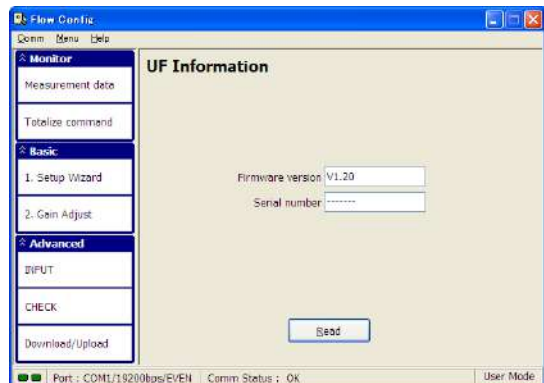 Flow Config
Comm Menu Help
Monitor
Measurement data
Totalize command
Basic
1. Setup Wizard
2. Gain Adjust
Advanced
INPUT
CHECK
Download/Upload
UF Information
Firmware version V1.20
Serial number -------
Read
Port : COM1/19200bps/EVEN Comm Status : OK User Mode